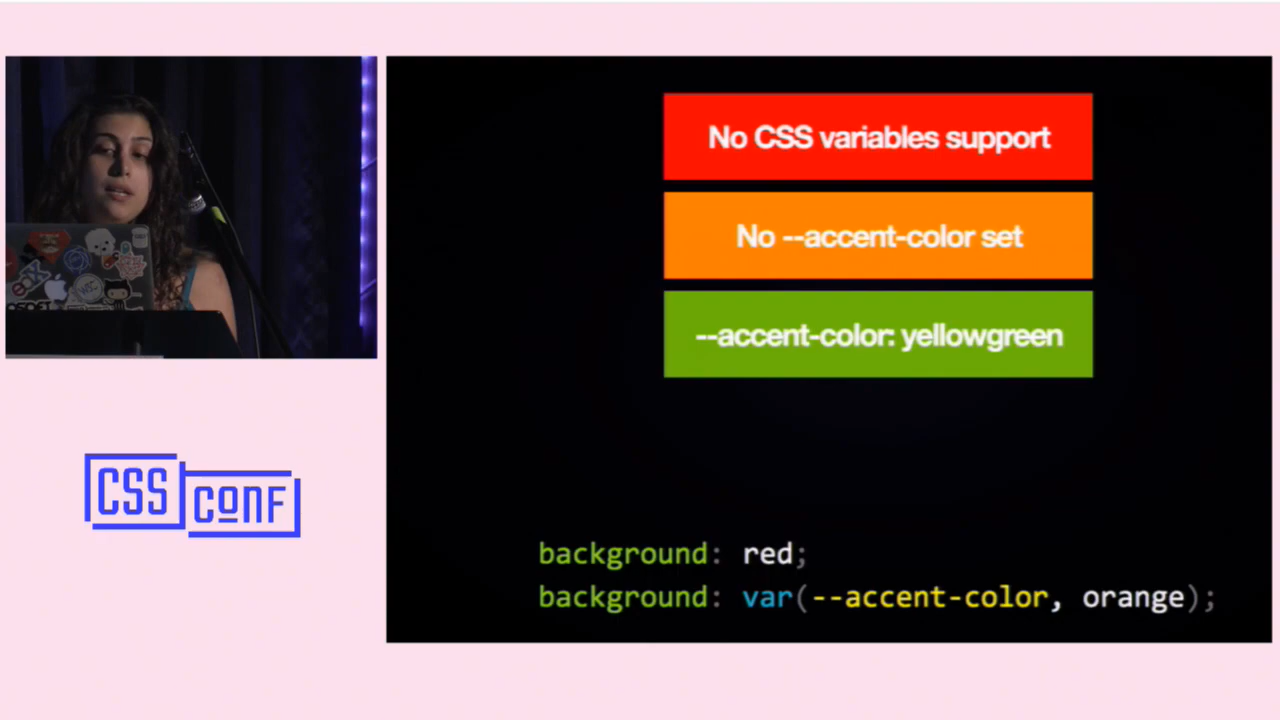 No CSS variables support
No --accent-color set
--accent-color: yellowgreen
W3C
CSS
CONF
background: red;
background: var(--accent-color, orange);